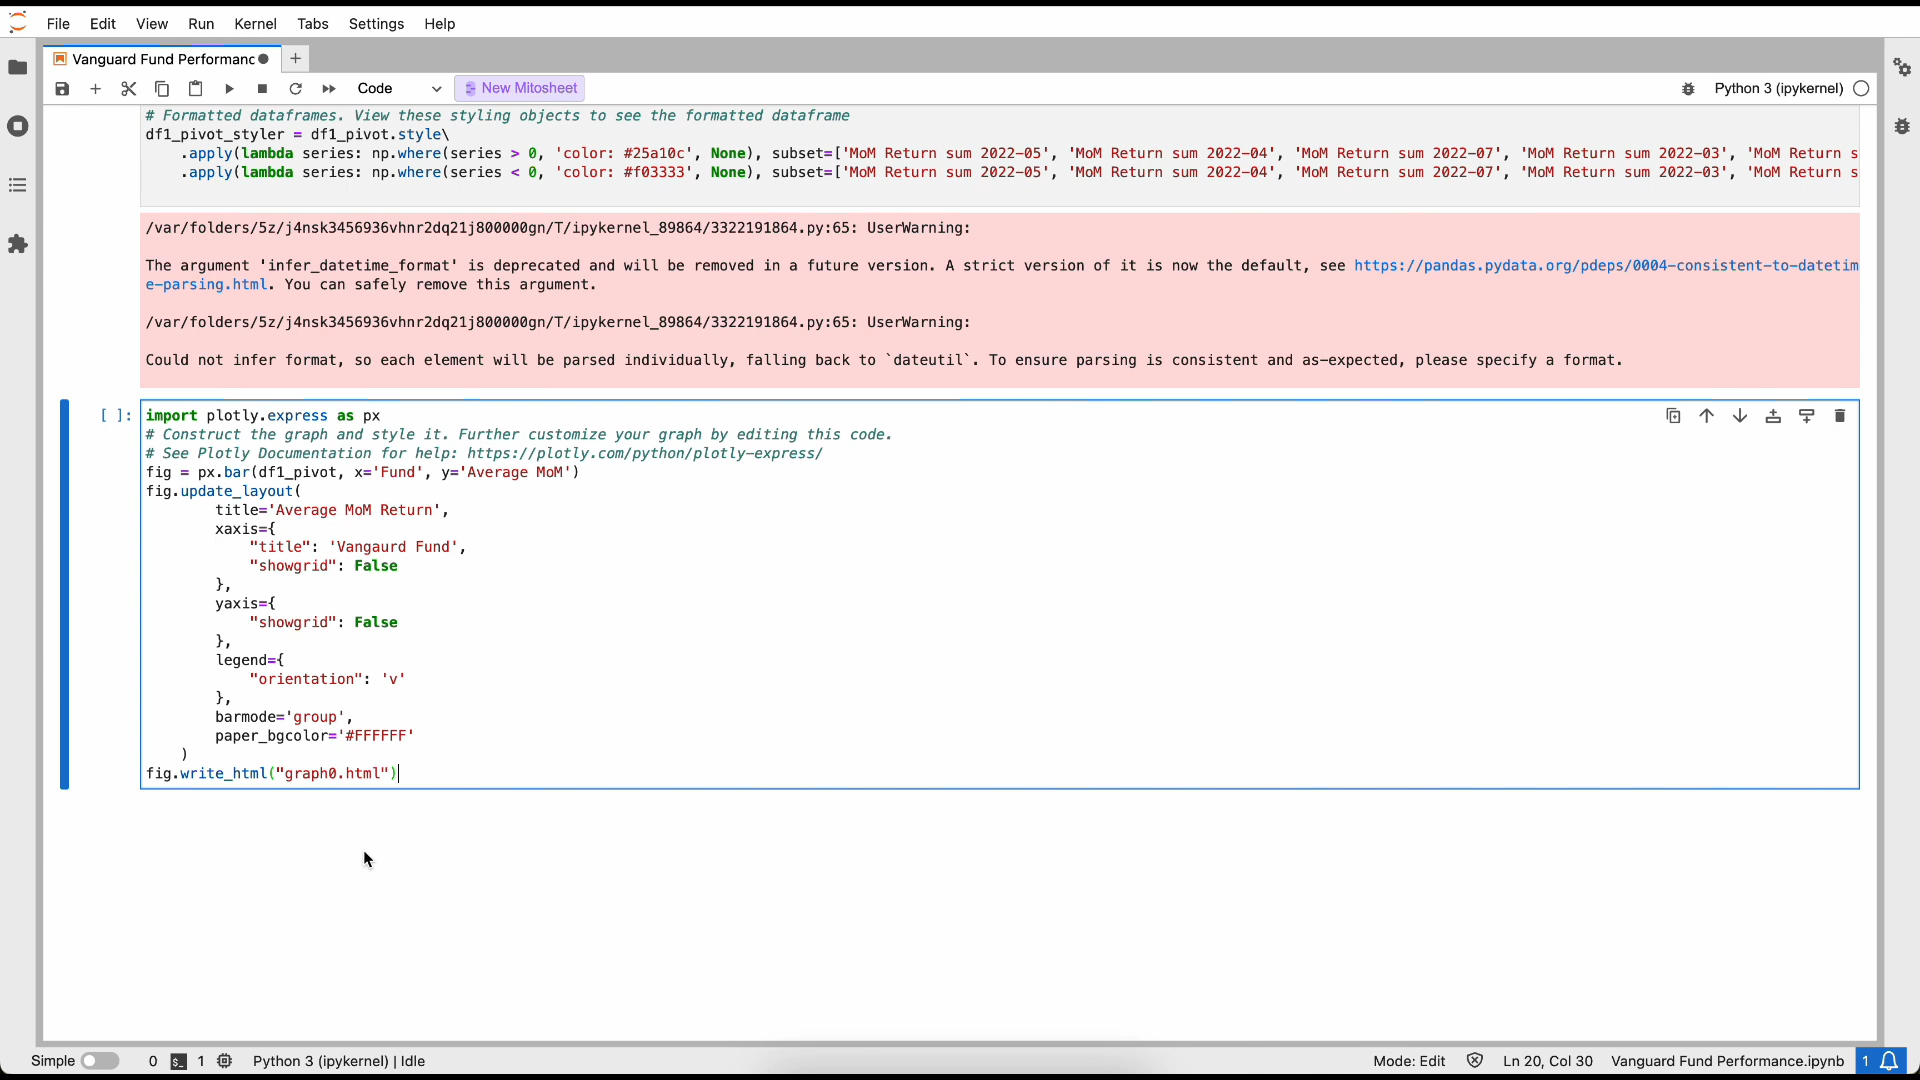 File Edit View Run Kernel Tabs Settings Help
Vanguard Fund Performanc
Code New Mitosheet Python 3 (ipykernel)
# Formatted dataframes. View these styling objects to see the formatted dataframe
df1_pivot_styler = df1_pivot.style\
.apply(lambda series: np.where(series > 0, 'color: #25a10c', None), subset=['MoM Return sum 2022-05', 'MoM Return sum 2022-04', 'MoM Return sum 2022-07', 'MoM Return sum 2022-03', 'MoM Return s
.apply(lambda series: np.where(series < 0, 'color: #f03333', None), subset=['MoM Return sum 2022-05', 'MoM Return sum 2022-04', 'MoM Return sum 2022-07', 'MoM Return sum 2022-03', 'MoM Return s
/var/folders/5z/j4nsk3456936vhnr2dq21j800000gn/T/ipykernel_89864/3322191864.py:65: UserWarning:
The argument 'infer_datetime_format' is deprecated and will be removed in a future version. A strict version of it is now the default, see https://pandas.pydata.org/pdeps/0004-consistent-to-datetim
e-parsing.html. You can safely remove this argument.
/var/folders/5z/j4nsk3456936vhnr2dq21j800000gn/T/ipykernel_89864/3322191864.py:65: UserWarning:
Could not infer format, so each element will be parsed individually, falling back to `dateutil`. To ensure parsing is consistent and as-expected, please specify a format.
[ ]: import plotly.express as px
# Construct the graph and style it. Further customize your graph by editing this code.
# See Plotly Documentation for help: https://plotly.com/python/plotly-express/
fig = px.bar(df1_pivot, x='Fund', y='Average MoM')
fig.update_layout(
title='Average MoM Return',
xaxis={
"title": 'Vangaurd Fund',
"showgrid": False
},
yaxis={
"showgrid": False
},
legend={
"orientation": 'v'
},
barmode='group',
paper_bgcolor='#FFFFFF'
)
fig.write_html("graph0.html")
Simple 0 $_ 1 Python 3 (ipykernel) | Idle Mode: Edit Ln 20, Col 30 Vanguard Fund Performance.ipynb 1